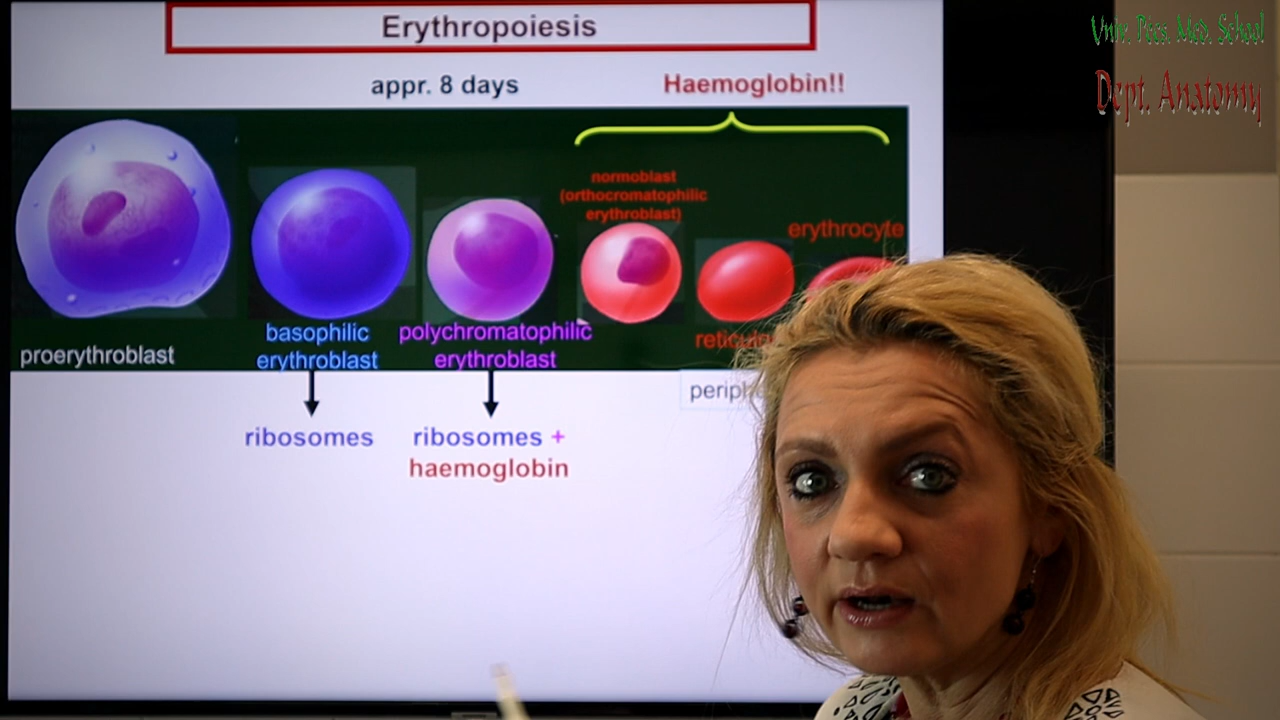 Univ. Pécs. Med. School
Dept. Anatomy
Erythropoiesis
appr. 8 days
Haemoglobin!!
normoblast
(orthocromatophilic
erythroblast)
erythrocyte
proerythroblast
basophilic
erythroblast
polychromatophilic
erythroblast
ribosomes
ribosomes +
haemoglobin